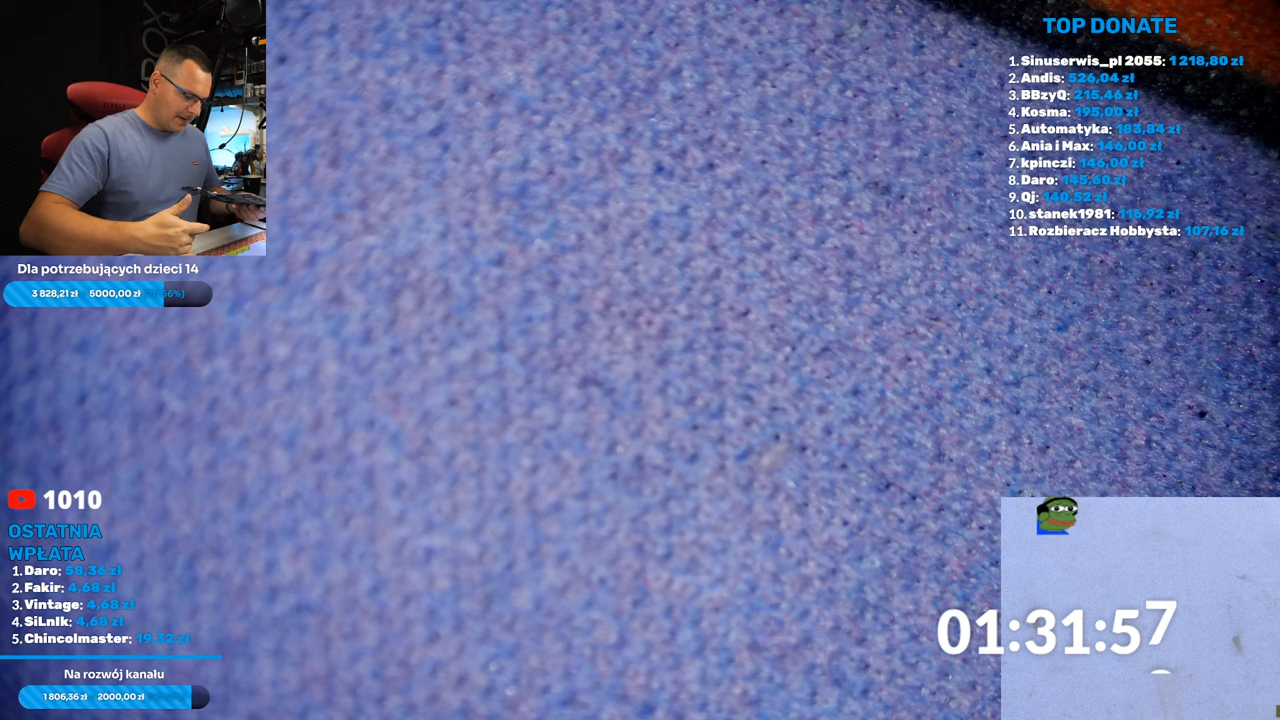 TOP DONATE
1. Sinuserwis_pl 2055: 1 218,80 zł
2. Andis: 526,04 zł
3. BBzyQ: 215,46 zł
4. Kosma: 195,00 zł
5. Automatyka: 183,84 zł
6. Ania i Max: 146,00 zł
7. kpinczi: 146,00 zł
8. Daro: 145,60 zł
9. Qj: 140,52 zł
10. stanek1981: 116,92 zł
11. Rozbieracz Hobbysta: 107,16 zł
Dla potrzebujących dzieci 14
3 828,21 zł 5000,00 zł
1010
OSTATNIA
WPŁATA
1. Daro: 58,36 zł
2. Fakir: 4,68 zł
3. Vintage: 4,68 zł
4. SiLnIk: 4,68 zł
5. Chincolmaster: 19,32 zł
Na rozwój kanału
1 806,36 zł 2000,00 zł
01:31:57